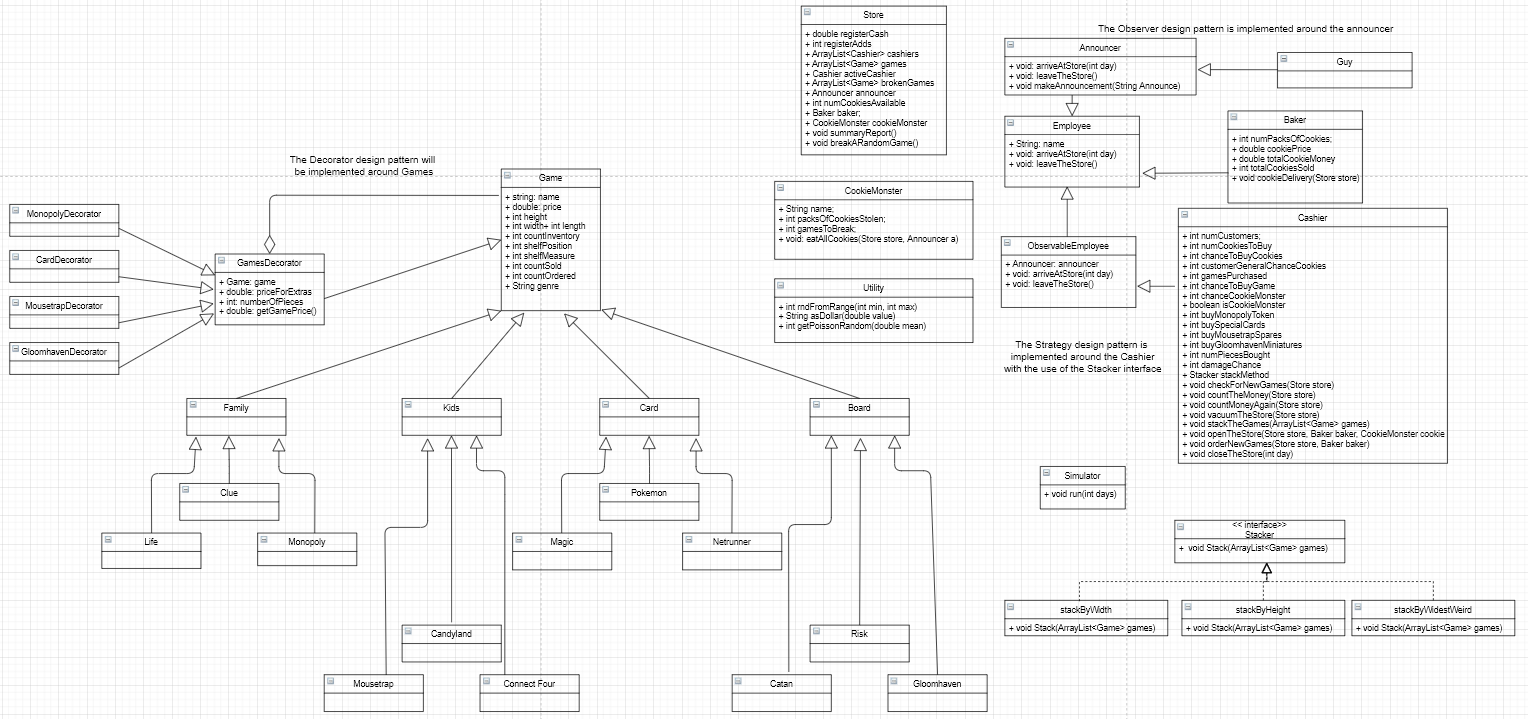 Store
+ double registerCash
+ int registerAdds
+ ArrayList<Cashier> cashiers
+ ArrayList<Game> games
+ Cashier activeCashier
+ ArrayList<Game> brokenGames
+ Announcer announcer
+ int numCookiesAvailable
+ Baker baker;
+ CookieMonster cookieMonster
+ void summaryReport()
+ void breakARandomGame()
The Observer design pattern is implemented around the announcer
Announcer
+ void: arriveAtStore(int day)
+ void: leaveTheStore()
+ void makeAnnouncement(String Announce)
Guy
Employee
+ String: name
+ void: arriveAtStore(int day)
+ void: leaveTheStore()
Baker
+ int numPacksOfCookies;
+ double cookiePrice
+ double totalCookieMoney
+ int totalCookiesSold
+ void cookieDelivery(Store store)
The Decorator design pattern will
be implemented around Games
Game
+ string: name
+ double: price
+ int height
+ int width+ int length
+ int countInventory
+ int shelfPosition
+ int shelfMeasure
+ int countSold
+ int countOrdered
+ String genre
CookieMonster
+ String name;
+ int packsOfCookiesStolen;
+ int gamesToBreak;
+ void: eatAllCookies(Store store, Announcer a)
MonopolyDecorator
CardDecorator
MousetrapDecorator
GloomhavenDecorator
GamesDecorator
+ Game: game
+ double: priceForExtras
+ int: numberOfPieces
+ double: getGamePrice()
Utility
+ int rndFromRange(int min, int max)
+ String asDollar(double value)
+ int getPoissonRandom(double mean)
ObservableEmployee
+ Announcer: announcer
+ void: arriveAtStore(int day)
+ void: leaveTheStore()
Cashier
+ int numCustomers;
+ int numCookiesToBuy
+ int chanceToBuyCookies
+ int customerGeneralChanceCookies
+ int gamesPurchased
+ int chanceToBuyGame
+ int chanceCookieMonster
+ boolean isCookieMonster
+ int buyMonopolyToken
+ int buySpecialCards
+ int buyMousetrapSpares
+ int buyGloomhavenMiniatures
+ int numPiecesBought
+ int damageChance
+ Stacker stackMethod
+ void checkForNewGames(Store store)
+ void countTheMoney(Store store)
+ void countMoneyAgain(Store store)
+ void vacuumTheStore(Store store)
+ void stackTheGames(ArrayList<Game> games)
+ void openTheStore(Store store, Baker baker, CookieMonster cookie
+ void orderNewGames(Store store, Baker baker)
+ void closeTheStore(int day)
The Strategy design pattern is
implemented around the Cashier
with the use of the Stacker interface
Family
Kids
Card
Board
Clue
Life
Monopoly
Pokemon
Magic
Netrunner
Simulator
+ void run(int days)
<< interface>>
Stacker
+ void Stack(ArrayList<Game> games)
stackByWidth
+ void Stack(ArrayList<Game> games)
stackByHeight
+ void Stack(ArrayList<Game> games)
stackByWidestWeird
+ void Stack(ArrayList<Game> games)
Candyland
Risk
Mousetrap
Connect Four
Catan
Gloomhaven